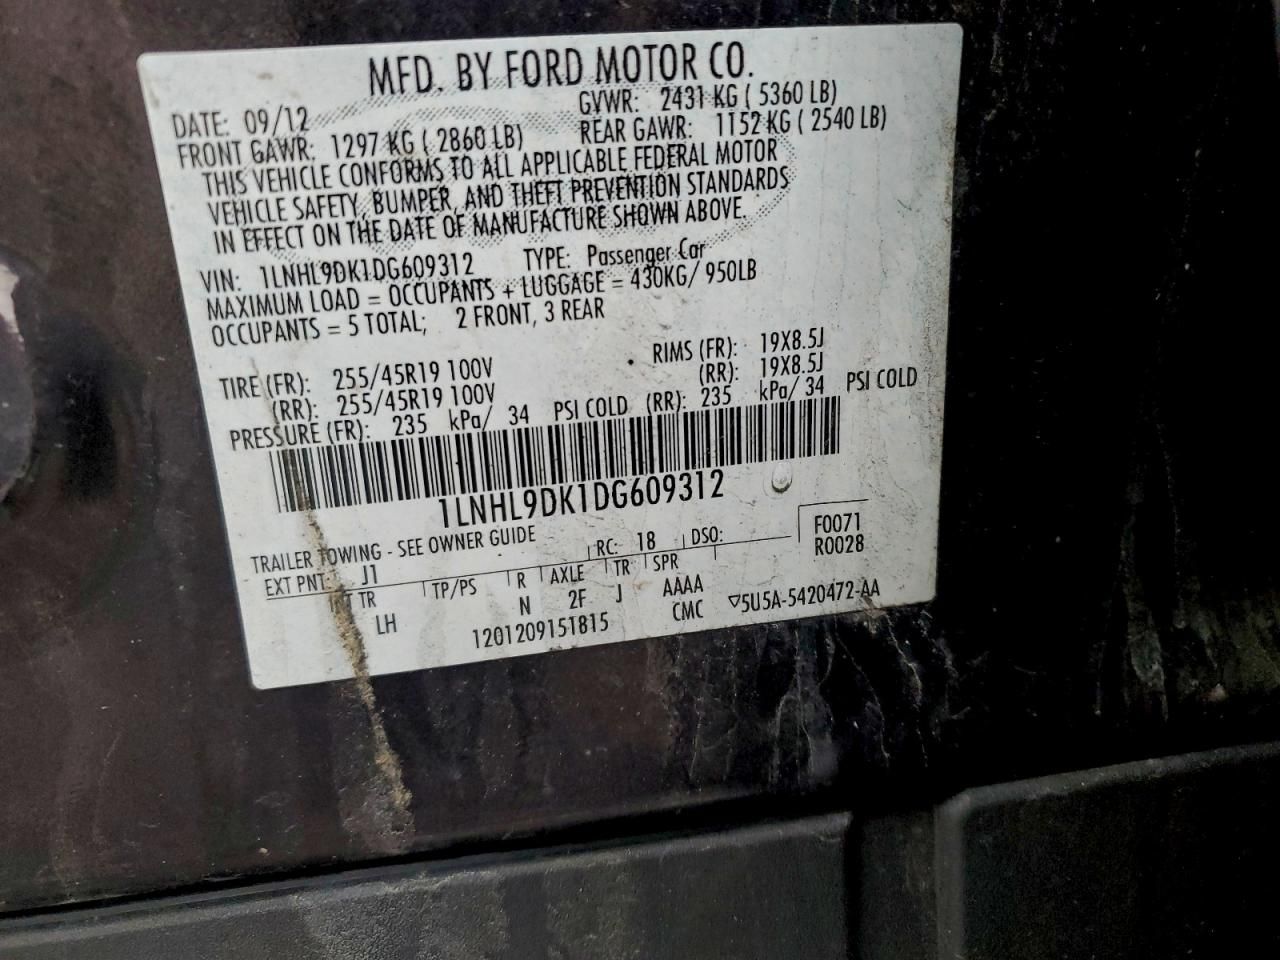 MFD. BY FORD MOTOR CO.
DATE: 09/12 GVWR: 2431 KG ( 5360 LB)
FRONT GAWR: 1297 KG ( 2860 LB) REAR GAWR: 1152 KG ( 2540 LB)
THIS VEHICLE CONFORMS TO ALL APPLICABLE FEDERAL MOTOR
VEHICLE SAFETY, BUMPER, AND THEFT PREVENTION STANDARDS
IN EFFECT ON THE DATE OF MANUFACTURE SHOWN ABOVE.
VIN: 1LNHL9DK1DG609312 TYPE: Passenger Car
MAXIMUM LOAD = OCCUPANTS + LUGGAGE = 430KG/ 950LB
OCCUPANTS = 5 TOTAL; 2 FRONT, 3 REAR
TIRE (FR): 255/45R19 100V RIMS (FR): 19X8.5J
(RR): 255/45R19 100V (RR): 19X8.5J
PRESSURE (FR): 235 kPa/ 34 PSI COLD (RR): 235 kPa/ 34 PSI COLD
1LNHL9DK1DG609312
TRAILER TOWING - SEE OWNER GUIDE
EXT PNT: J1 RC: 18 DSO: F0071
R0028
INT TR TP/PS R AXLE TR SPR
LH N 2F J AAAA
1201209151815 CMC ▽5U5A-5420472-AA